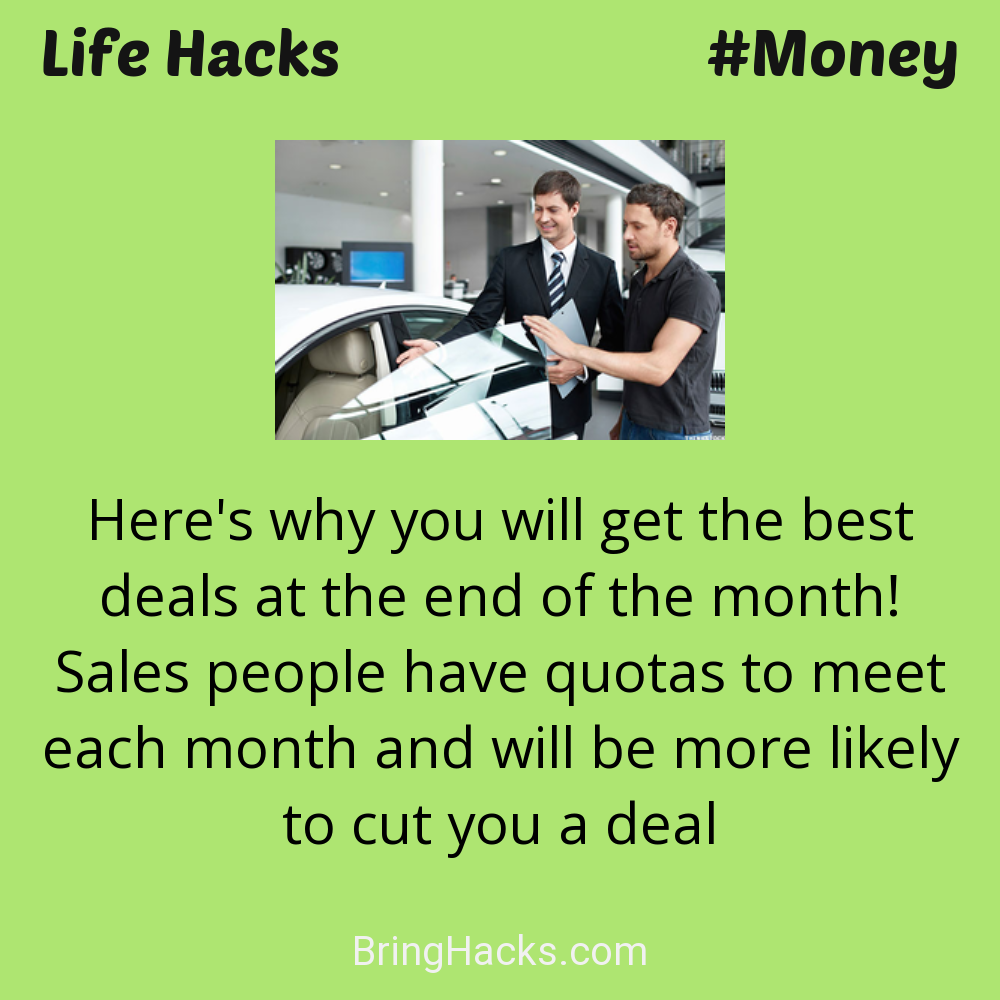 Life Hacks #Money
Here's why you will get the best
deals at the end of the month!
Sales people have quotas to meet
each month and will be more likely
to cut you a deal
BringHacks.com